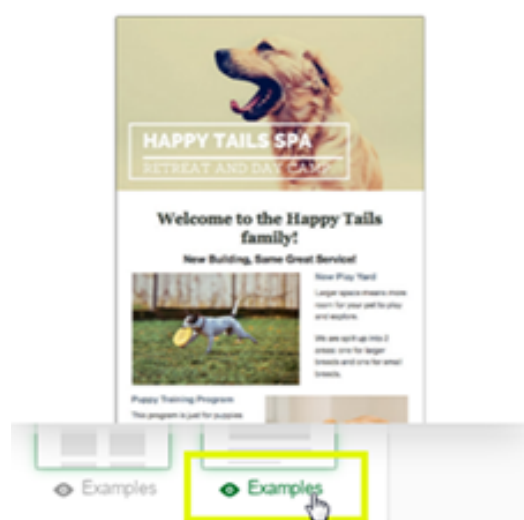 HAPPY TAILS SPA
RETREAT AND DAY CAMP
Welcome to the Happy Tails
family!
New Building, Same Great Service!
New Play Yard
Larger space means more
room for your pet to play
and explore.
We are split up into 2
areas: one for larger
breeds and one for small
breeds.
Puppy Training Program
This program is just for puppies
Examples
Examples